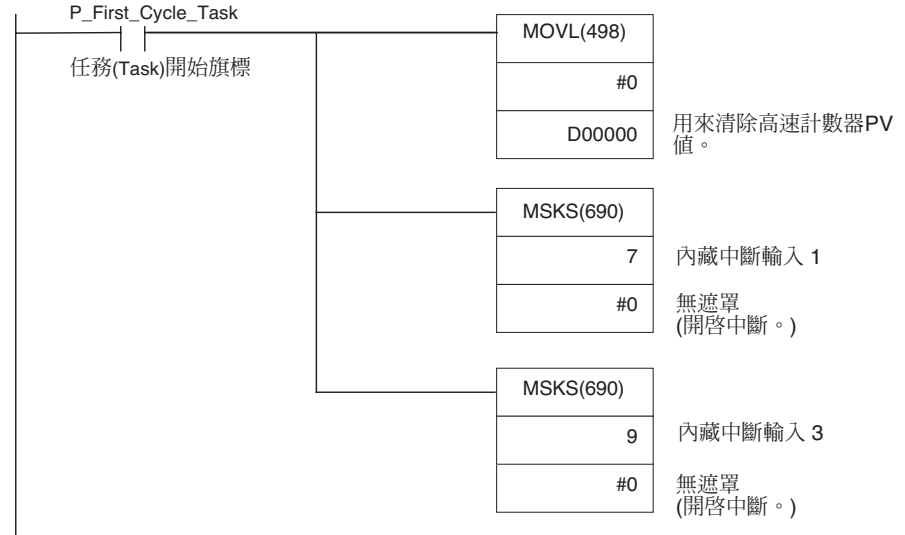 P_First_Cycle_Task
任務(Task)開始旗標
MOVL(498)
#0
D00000
用來清除高速計數器PV
值。
MSKS(690)
7
內藏中斷輸入 1
#0
無遮罩
(開啓中斷。)
MSKS(690)
9
內藏中斷輸入 3
#0
無遮罩
(開啓中斷。)